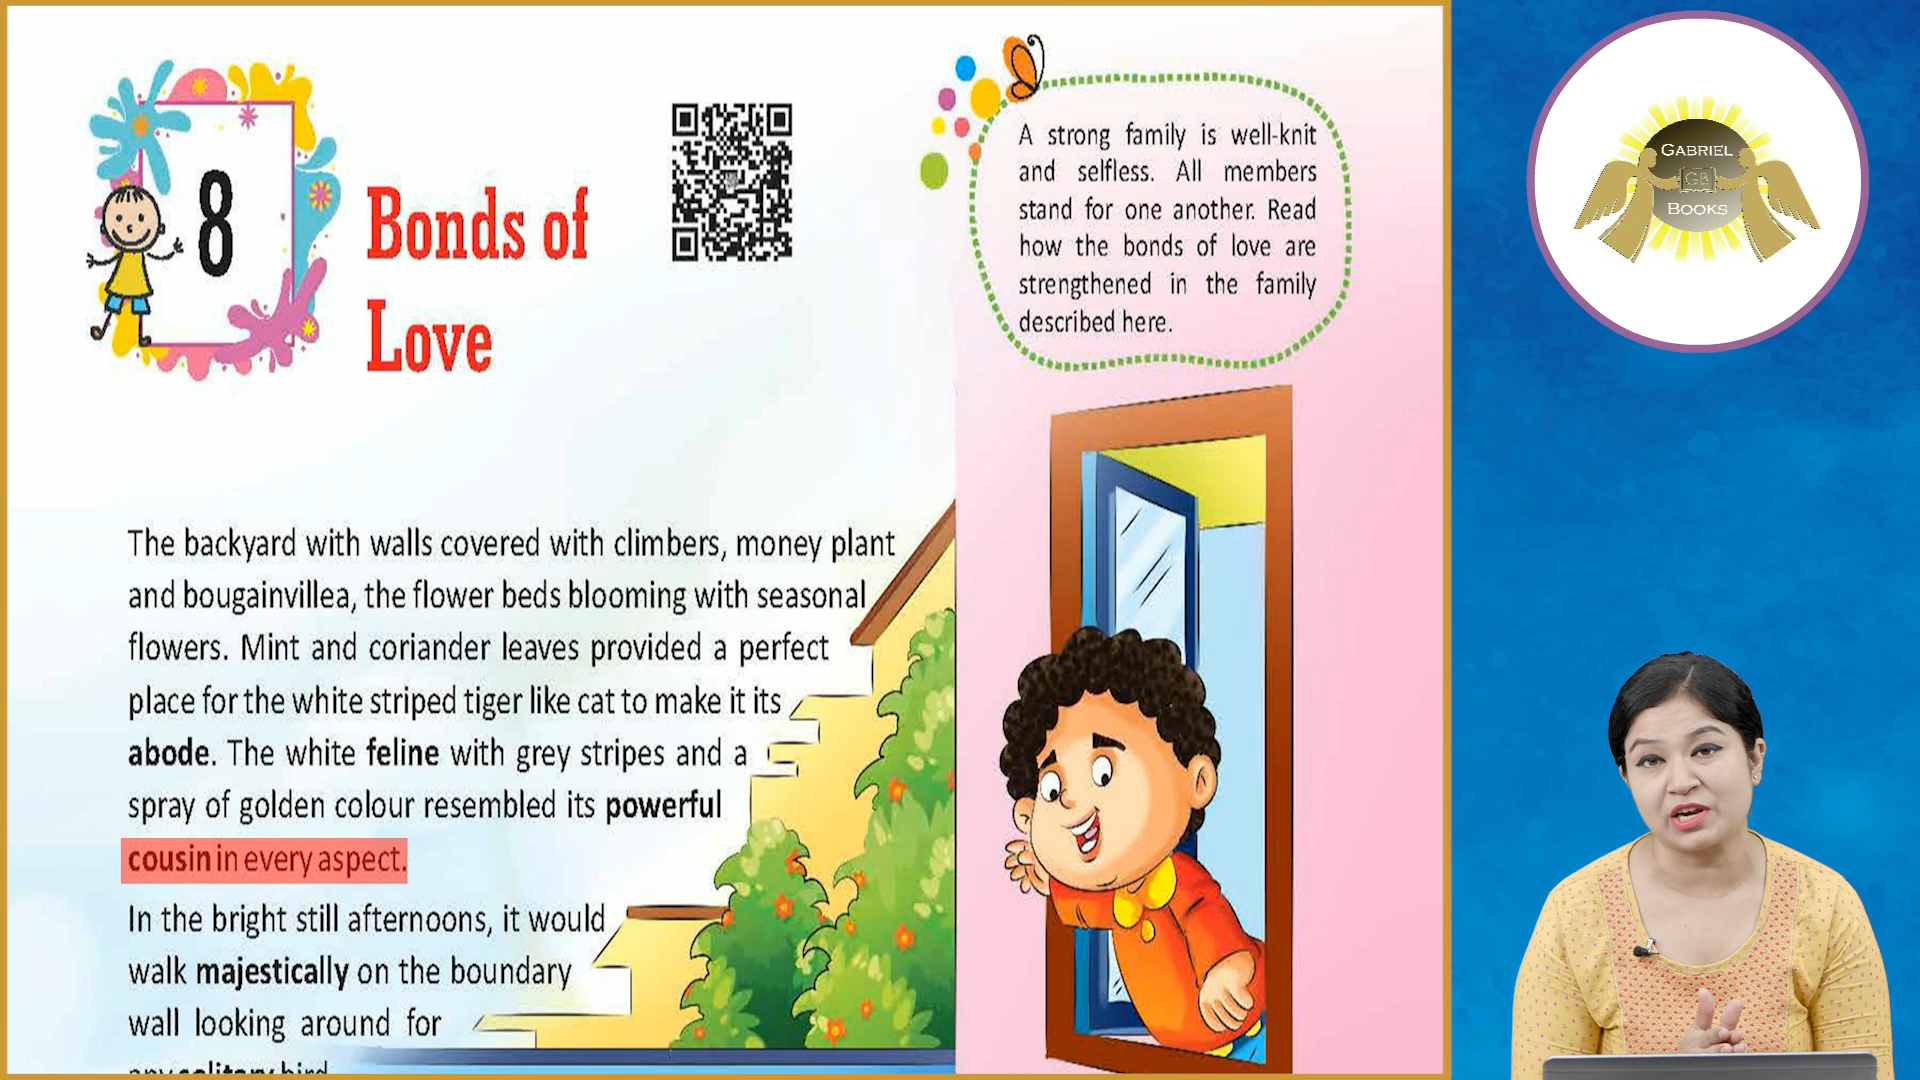 8
Bonds of
Love
A strong family is well-knit
and selfless. All members
stand for one another. Read
how the bonds of love are
strengthened in the family
described here.
The backyard with walls covered with climbers, money plant
and bougainvillea, the flower beds blooming with seasonal
flowers. Mint and coriander leaves provided a perfect
place for the white striped tiger like cat to make it its
abode. The white feline with grey stripes and a
spray of golden colour resembled its powerful
cousin in every aspect.
In the bright still afternoons, it would
walk majestically on the boundary
wall looking around for
any solitary bird
GABRIEL
GB
BOOKS